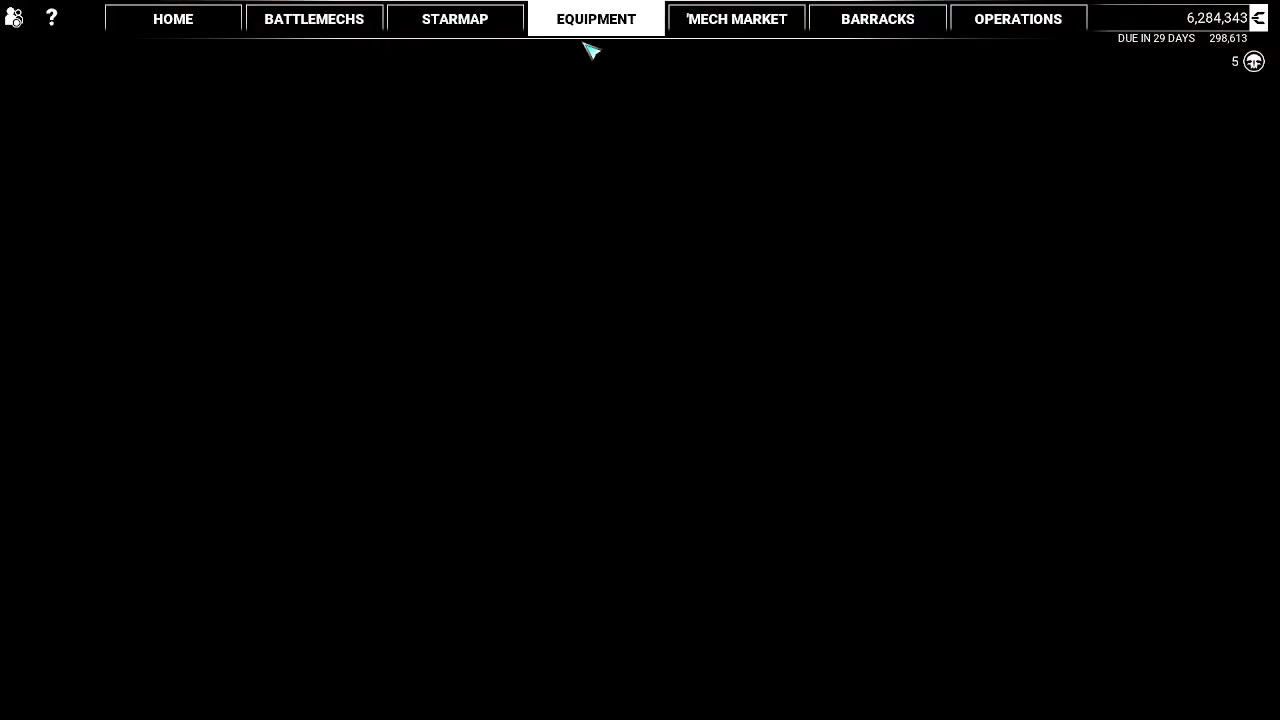 ? HOME BATTLEMECHS STARMAP EQUIPMENT 'MECH MARKET BARRACKS OPERATIONS 6,284,343
DUE IN 29 DAYS 298,613
5